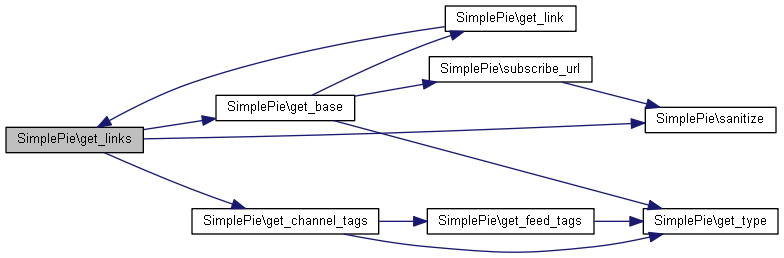 SimplePie\get_link
SimplePie\subscribe_url
SimplePie\get_base
SimplePie\sanitize
SimplePie\get_links
SimplePie\get_channel_tags
SimplePie\get_feed_tags
SimplePie\get_type